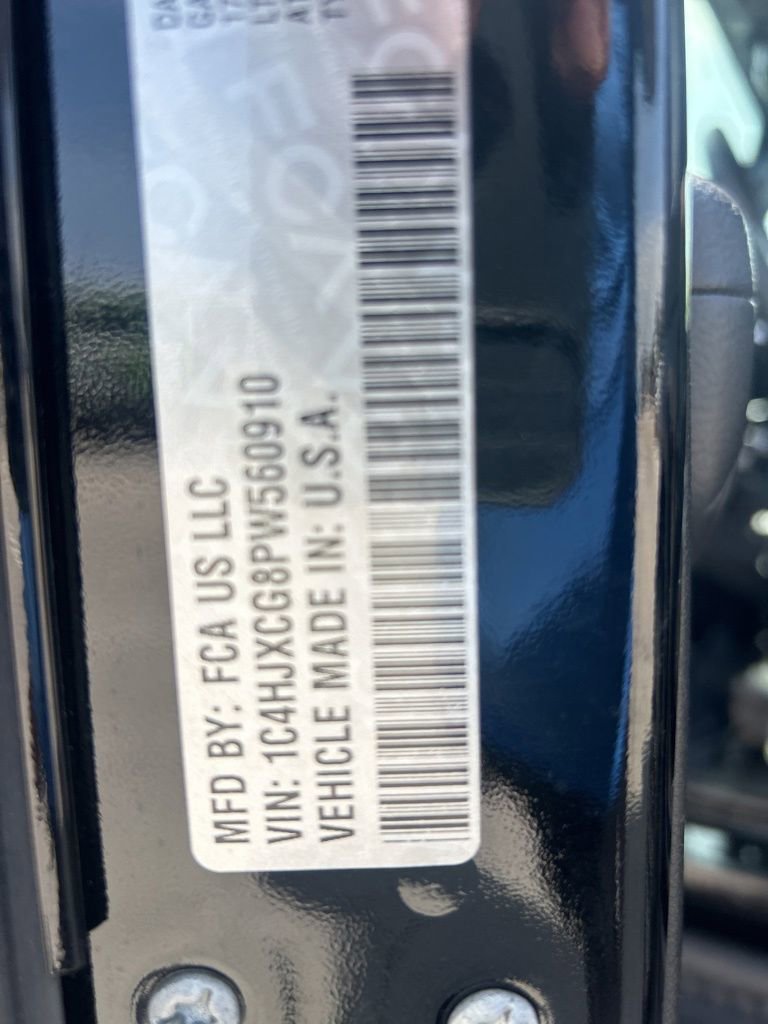 MFD BY: FCA US LLC
VIN: 1C4HJXCG8PW560910
VEHICLE MADE IN: U.S.A.